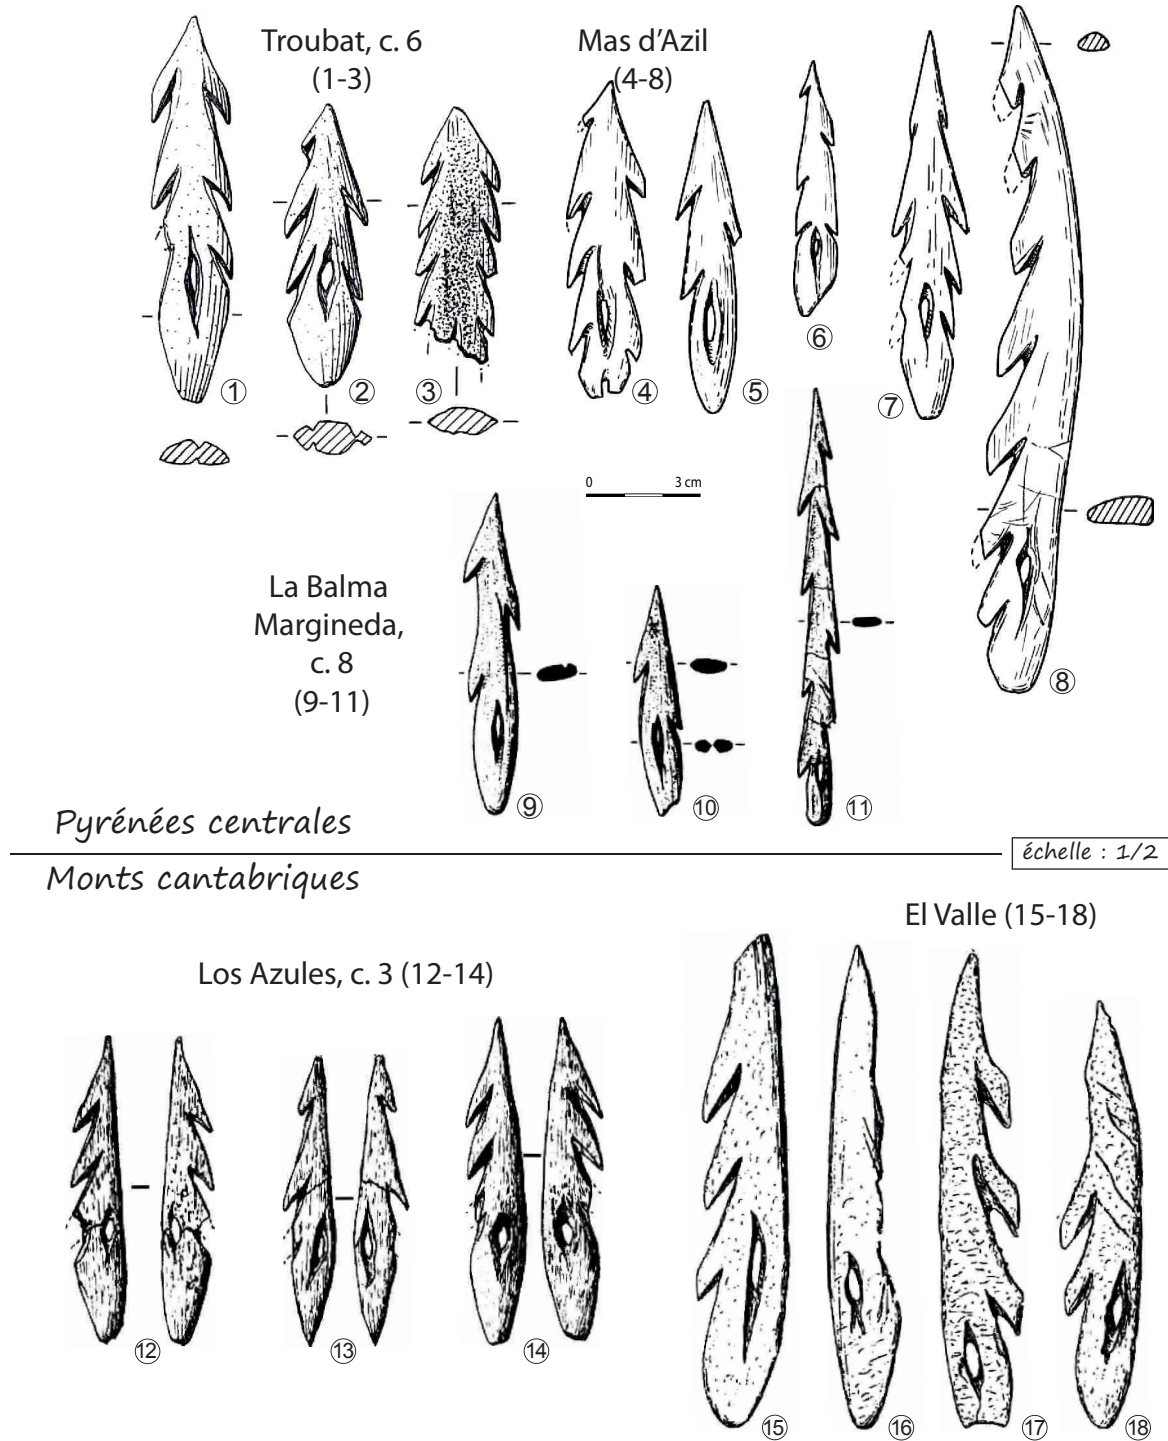 Troubat, c. 6
(1-3)
Mas d'Azil
(4-8)
1
2
3
4
5
6
7
8
0 3 cm
La Balma
Margineda,
c. 8
(9-11)
9
10
11
Pyrénées centrales
échelle : 1/2
Monts cantabriques
El Valle (15-18)
Los Azules, c. 3 (12-14)
12
13
14
15
16
17
18